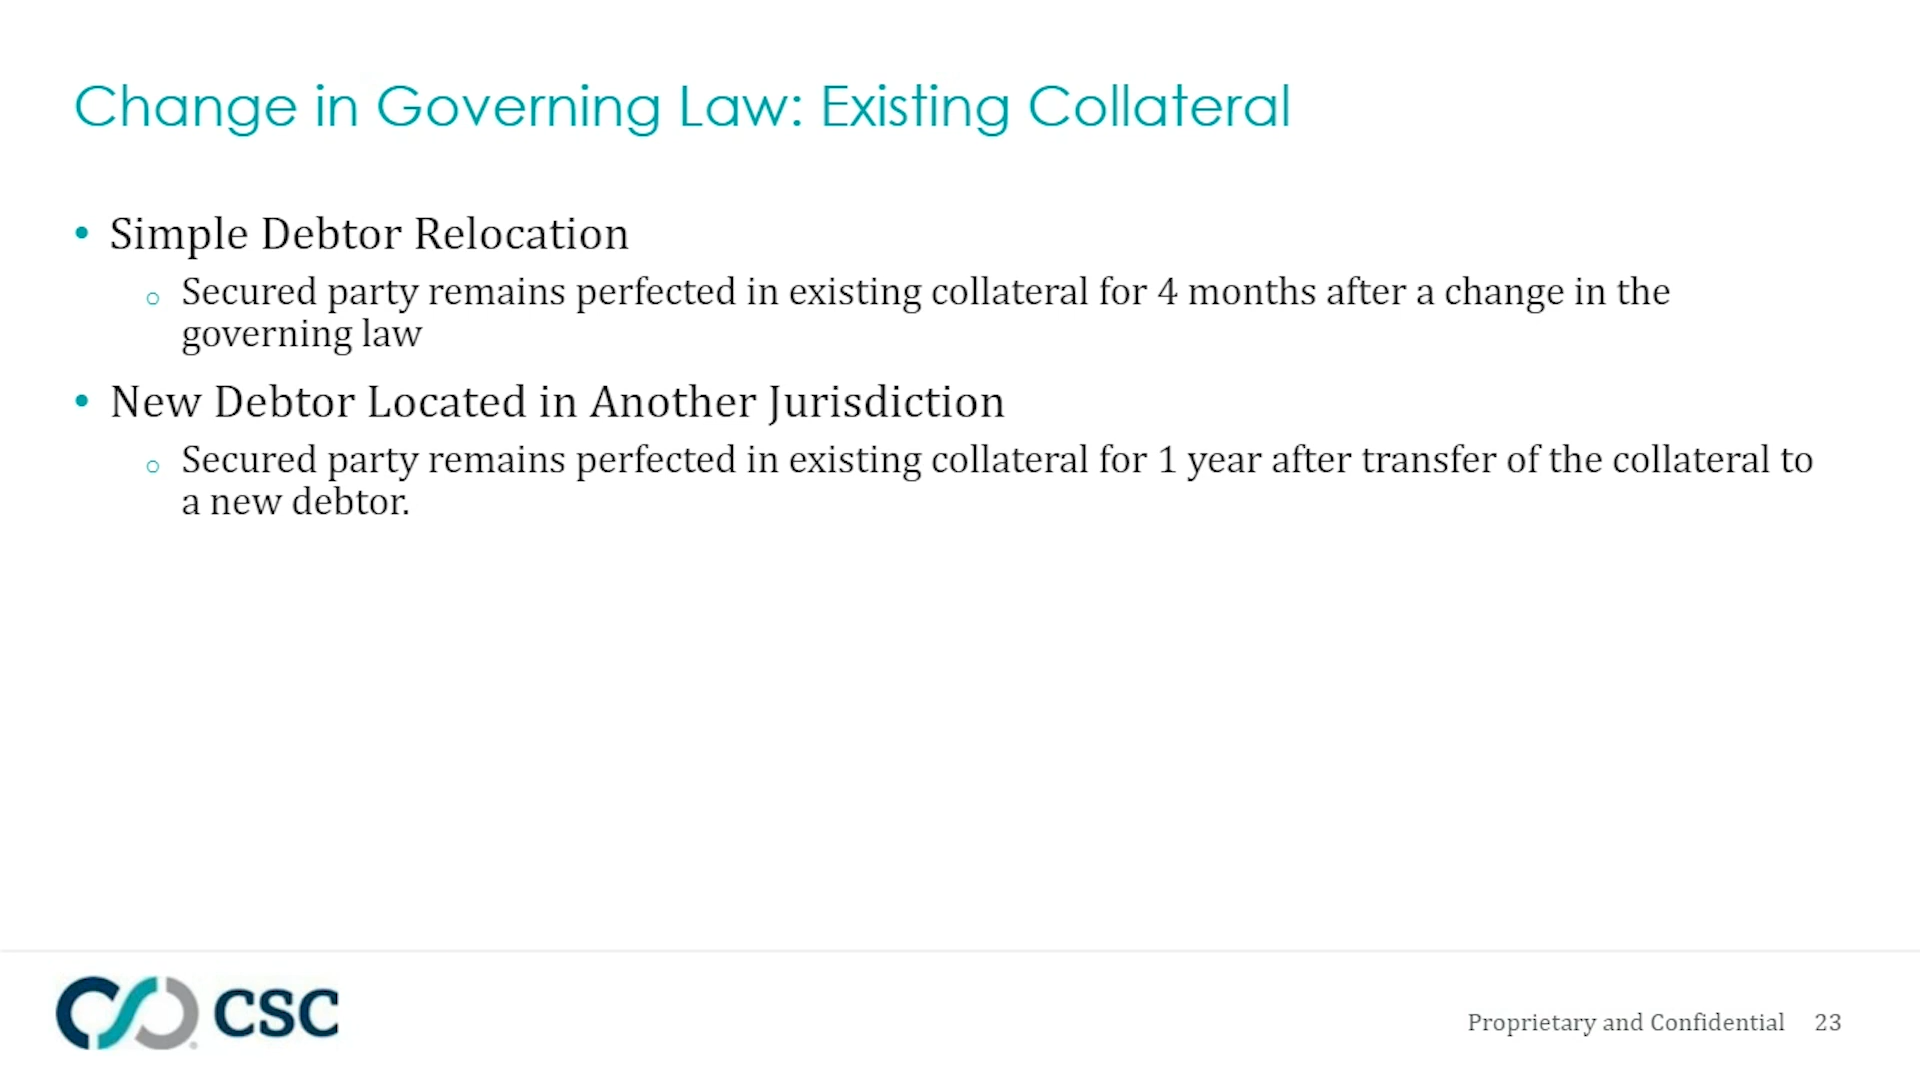 Change in Governing Law: Existing Collateral
• Simple Debtor Relocation
o Secured party remains perfected in existing collateral for 4 months after a change in the
governing law
• New Debtor Located in Another Jurisdiction
o Secured party remains perfected in existing collateral for 1 year after transfer of the collateral to
a new debtor.
CSC
Proprietary and Confidential 23